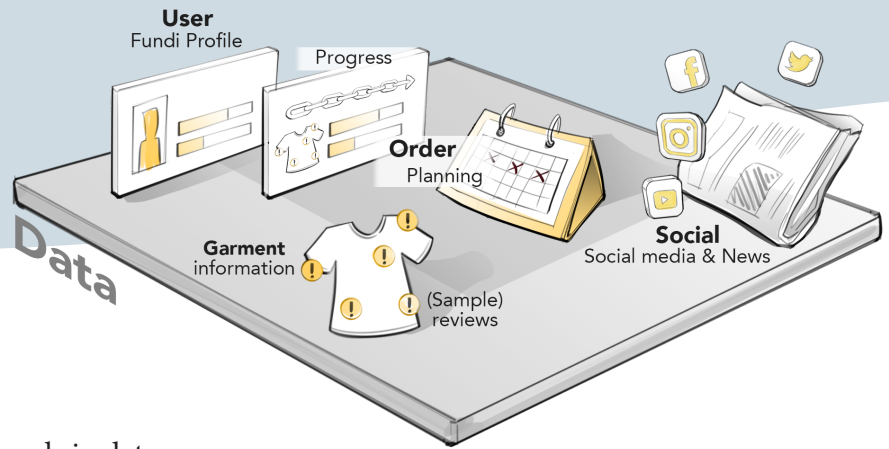 User
Fundi Profile
Progress
Order
Planning
Social
Social media & News
Garment
information
(Sample)
reviews
Data